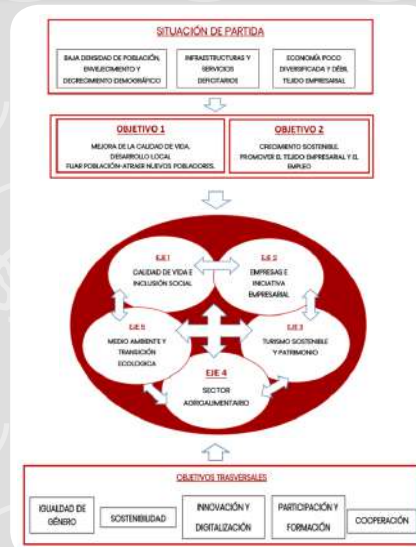 SITUACIÓN DE PARTIDA
BAJA DENSIDAD DE POBLACIÓN,
ENVEJECIMIENTO Y
DECRECIMIENTO DEMOGRÁFICO
INFRAESTRUCTURAS Y
SERVICIOS
DEFICITARIOS
ECONOMÍA POCO
DIVERSIFICADA Y DÉBIL
TEJIDO EMPRESARIAL
OBJETIVO 1
MEJORA DE LA CALIDAD DE VIDA.
DESARROLLO LOCAL
FIJAR POBLACIÓN-ATRAER NUEVOS POBLADORES.
OBJETIVO 2
CRECIMIENTO SOSTENIBLE.
PROMOVER EL TEJIDO EMPRESARIAL Y EL
EMPLEO
EJE 1
CALIDAD DE VIDA E
INCLUSIÓN SOCIAL
EJE 2
EMPRESAS E
INICIATIVA
EMPRESARIAL
EJE 5
MEDIO AMBIENTE Y
TRANSICIÓN
ECOLOGICA
EJE 3
TURISMO SOSTENIBLE
Y PATRIMONIO
EJE 4
SECTOR
AGROALIMENTARIO
OBJETIVOS TRASVERSALES
IGUALDAD DE
GÉNERO
SOSTENIBILIDAD
INNOVACIÓN Y
DIGITALIZACIÓN
PARTICIPACIÓN Y
FORMACIÓN
COOPERACIÓN